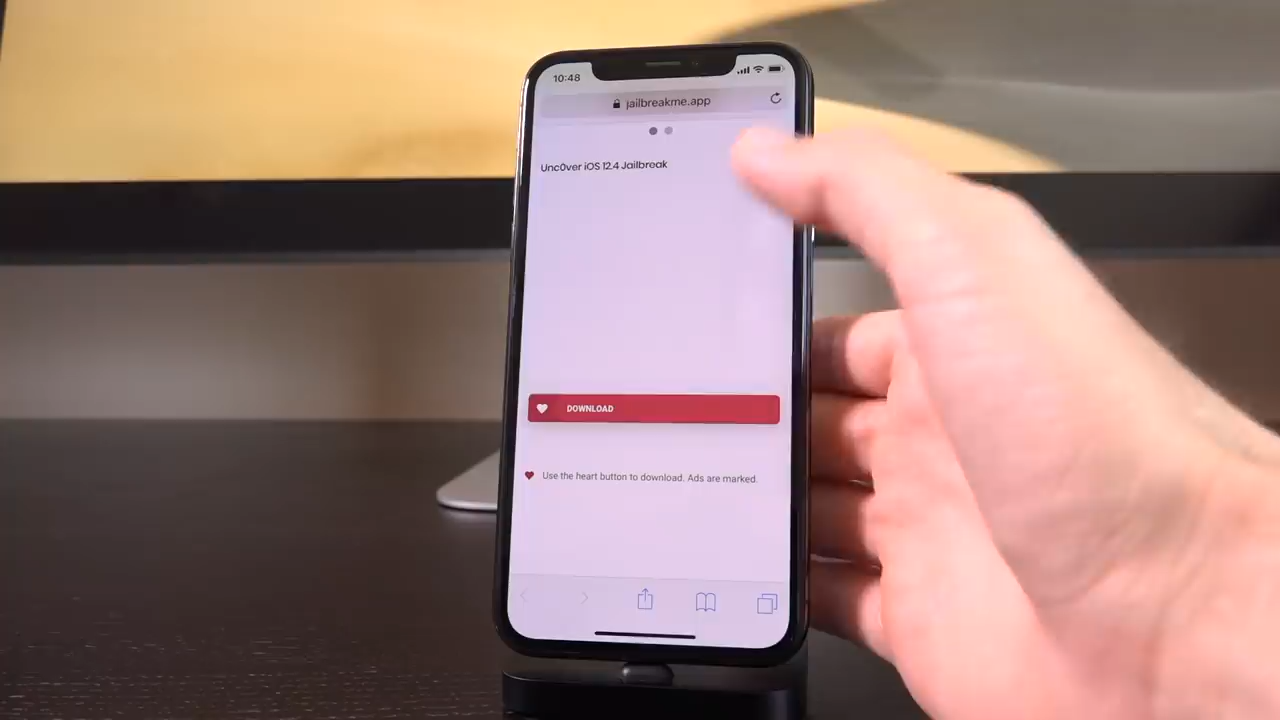 10:48
jailbreakme.app
Unc0ver iOS 12.4 Jailbreak
DOWNLOAD
Use the heart button to download. Ads are marked.